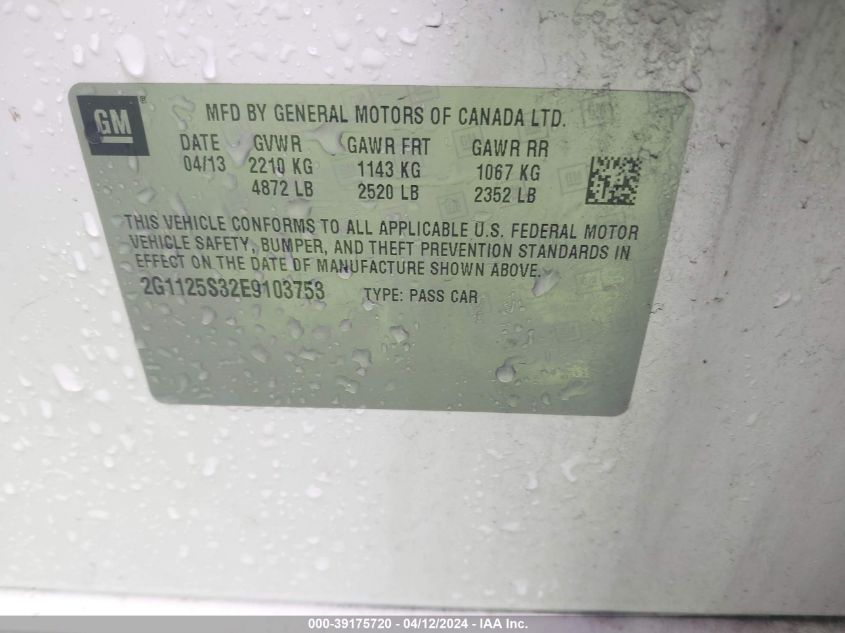 GM ®
MFD BY GENERAL MOTORS OF CANADA LTD.
DATE GVWR GAWR FRT GAWR RR
04/13 2210 KG 1143 KG 1067 KG
4872 LB 2520 LB 2352 LB
THIS VEHICLE CONFORMS TO ALL APPLICABLE U.S. FEDERAL MOTOR
VEHICLE SAFETY, BUMPER, AND THEFT PREVENTION STANDARDS IN
EFFECT ON THE DATE OF MANUFACTURE SHOWN ABOVE.
2G1125S32E9103753 TYPE: PASS CAR
000-39175720 - 04/12/2024 - IAA Inc.